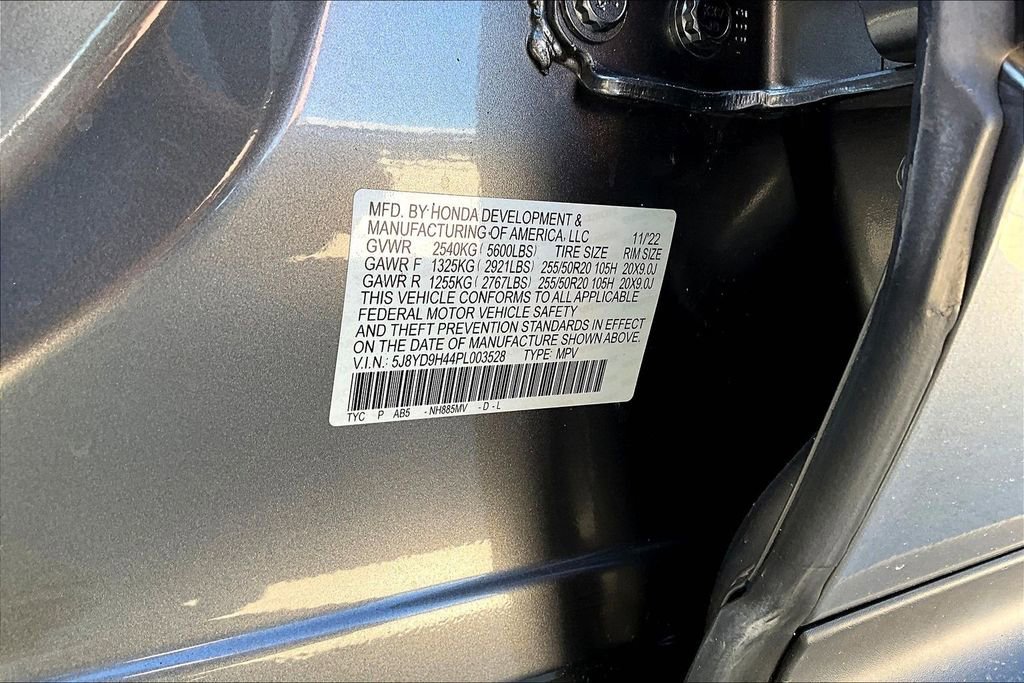 MFD. BY HONDA DEVELOPMENT &
MANUFACTURING OF AMERICA, LLC 11/'22
GVWR 2540KG ( 5600LBS) TIRE SIZE RIM SIZE
GAWR F 1325KG ( 2921LBS) 255/50R20 105H 20X9.0J
GAWR R 1255KG ( 2767LBS) 255/50R20 105H 20X9.0J
THIS VEHICLE CONFORMS TO ALL APPLICABLE
FEDERAL MOTOR VEHICLE SAFETY
AND THEFT PREVENTION STANDARDS IN EFFECT
ON THE DATE OF MANUFACTURE SHOWN ABOVE.
V.I.N.: 5J8YD9H44PL003528 TYPE: MPV
TYC P AB5 - NH885MV - D - L